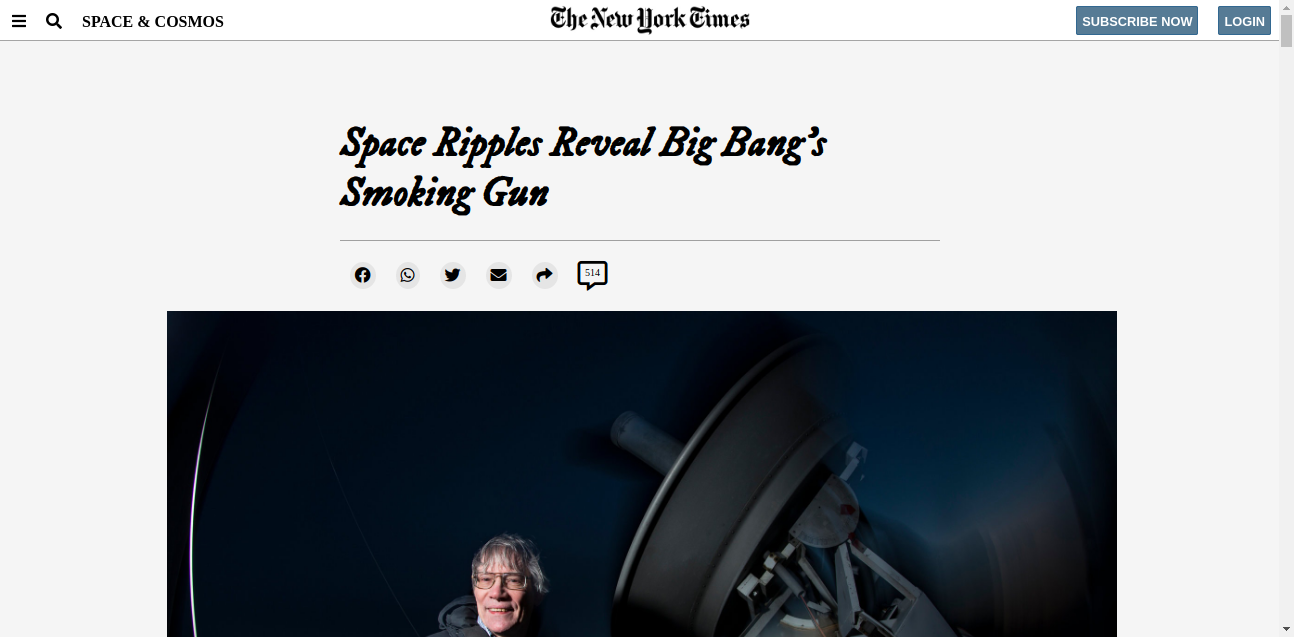 SPACE & COSMOS
The New York Times
SUBSCRIBE NOW
LOGIN
Space Ripples Reveal Big Bang’s
Smoking Gun
514